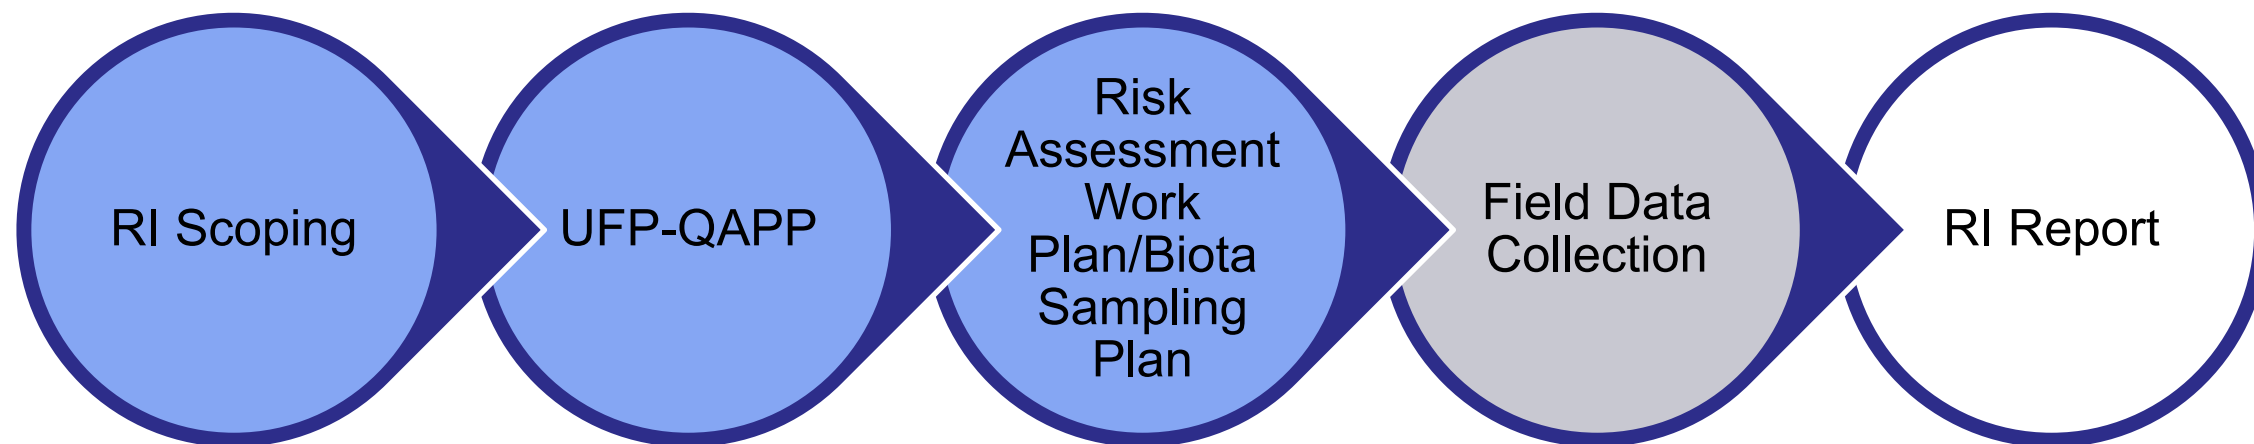 RI Scoping
UFP-QAPP
Risk
Assessment
Work
Plan/Biota
Sampling
Plan
Field Data
Collection
RI Report